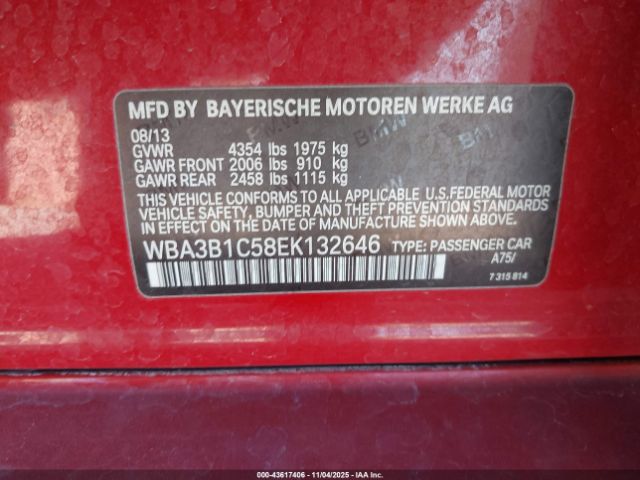 MFD BY BAYERISCHE MOTOREN WERKE AG
08/13
GVWR 4354 lbs 1975 kg
GAWR FRONT 2006 lbs 910 kg
GAWR REAR 2458 lbs 1115 kg
THIS VEHICLE CONFORMS TO ALL APPLICABLE U.S.FEDERAL MOTOR
VEHICLE SAFETY, BUMPER, AND THEFT PREVENTION STANDARDS
IN EFFECT ON THE DATE OF MANUFACTURE SHOWN ABOVE.
WBA3B1C58EK132646 TYPE: PASSENGER CAR
A75/
7 315 814
000-43617406 - 11/04/2025 - IAAI.COM